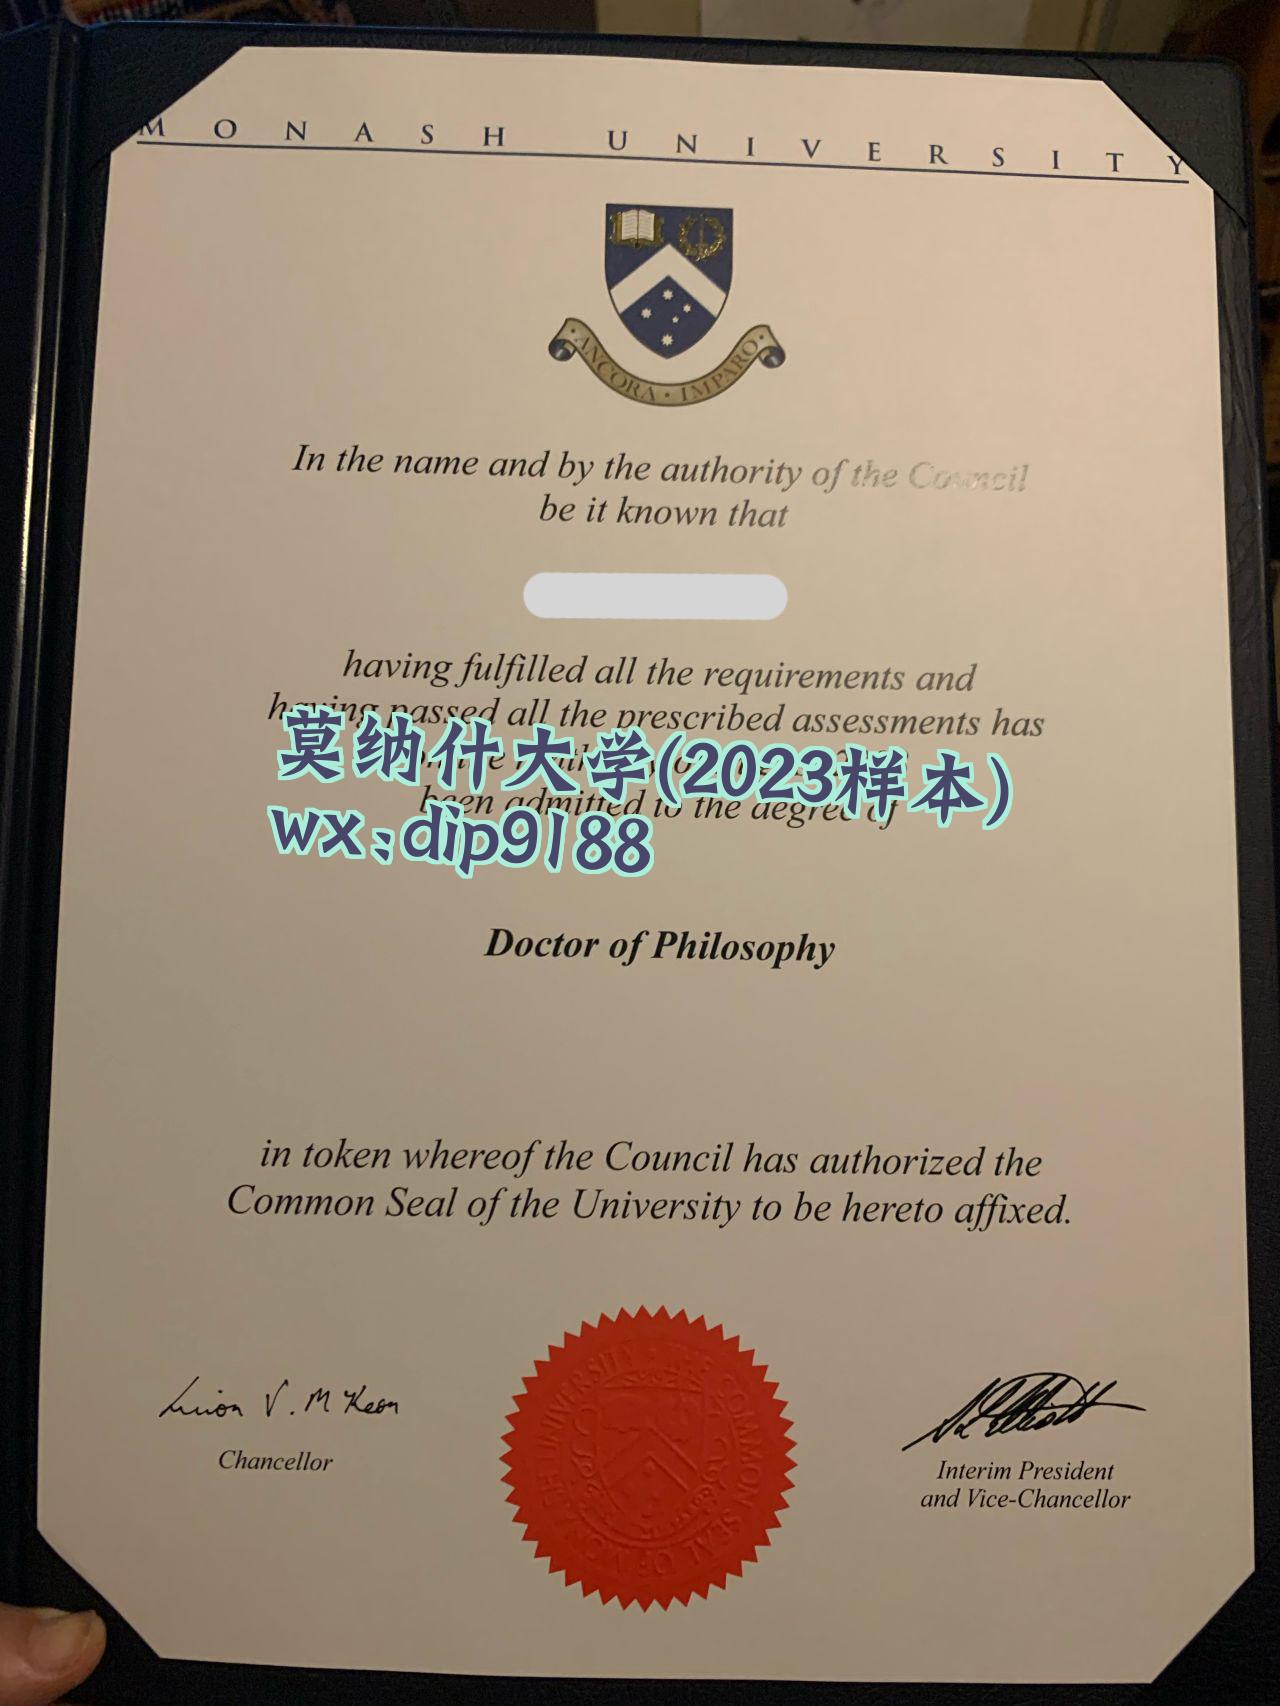 MONASH UNIVERSITY
ANCORA · IMPARO
In the name and by the authority of the Council
be it known that
having fulfilled all the requirements and
having passed all the prescribed assessments has
莫纳什大学(2023样本)
been admitted to the degree of
wx;dip9188
Doctor of Philosophy
in token whereof the Council has authorized the
Common Seal of the University to be hereto affixed.
Chancellor
Interim President
and Vice-Chancellor